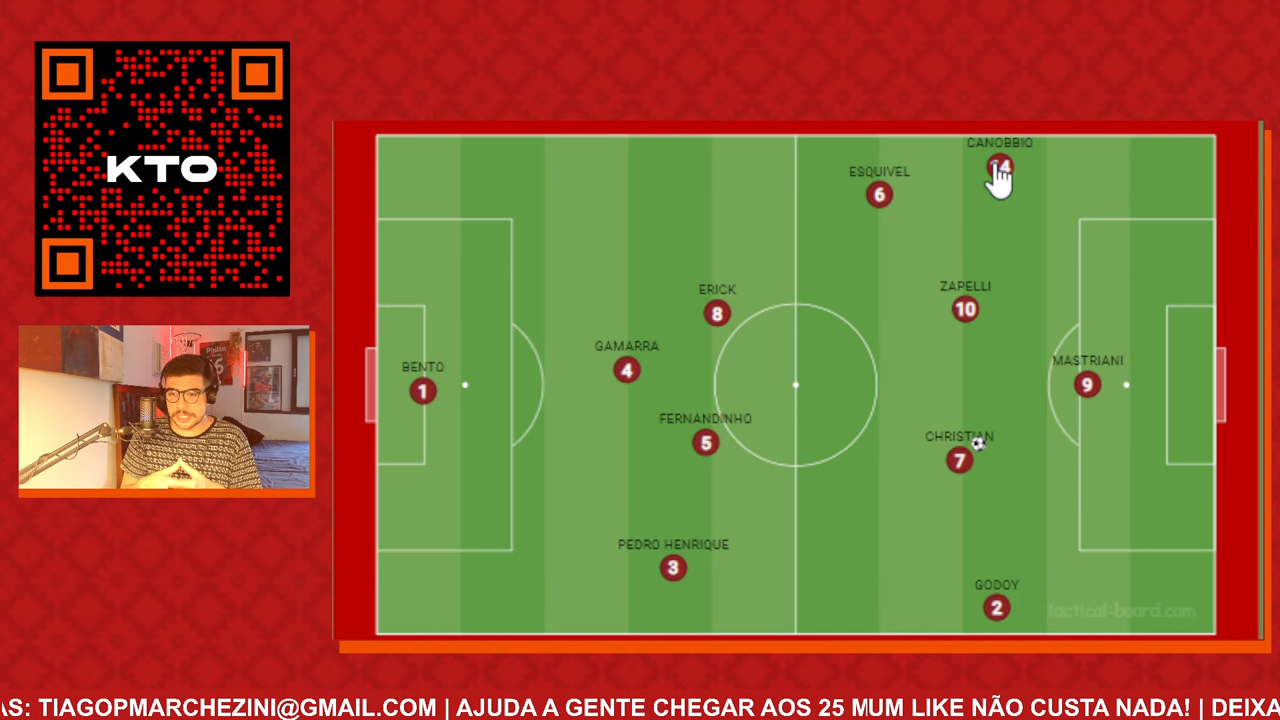 KTO
CANOBBIO
14
ESQUIVEL
6
ERICK
8
ZAPELLI
10
GAMARRA
4
MASTRIANI
9
BENTO
1
FERNANDINHO
5
CHRISTIAN
7
PEDRO HENRIQUE
3
GODOY
2
tactical-board.com
AS: TIAGOPMARCHEZINI@GMAIL.COM | AJUDA A GENTE CHEGAR AOS 25 MUM LIKE NÃO CUSTA NADA! | DEIXA